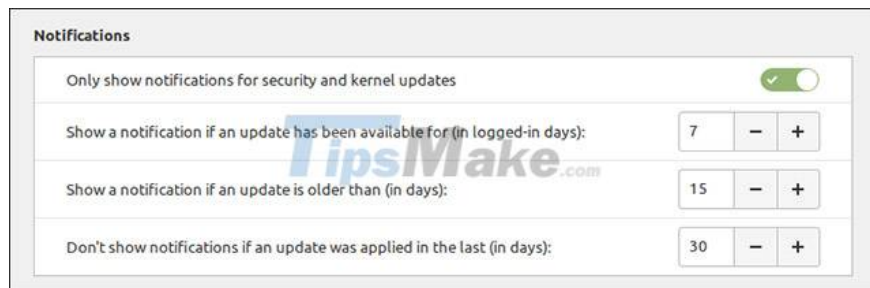 Notifications
Only show notifications for security and kernel updates
Show a notification if an update has been available for (in logged-in days): 7 − +
TipsMake.com
Show a notification if an update is older than (in days): 15 − +
Don't show notifications if an update was applied in the last (in days): 30 − +